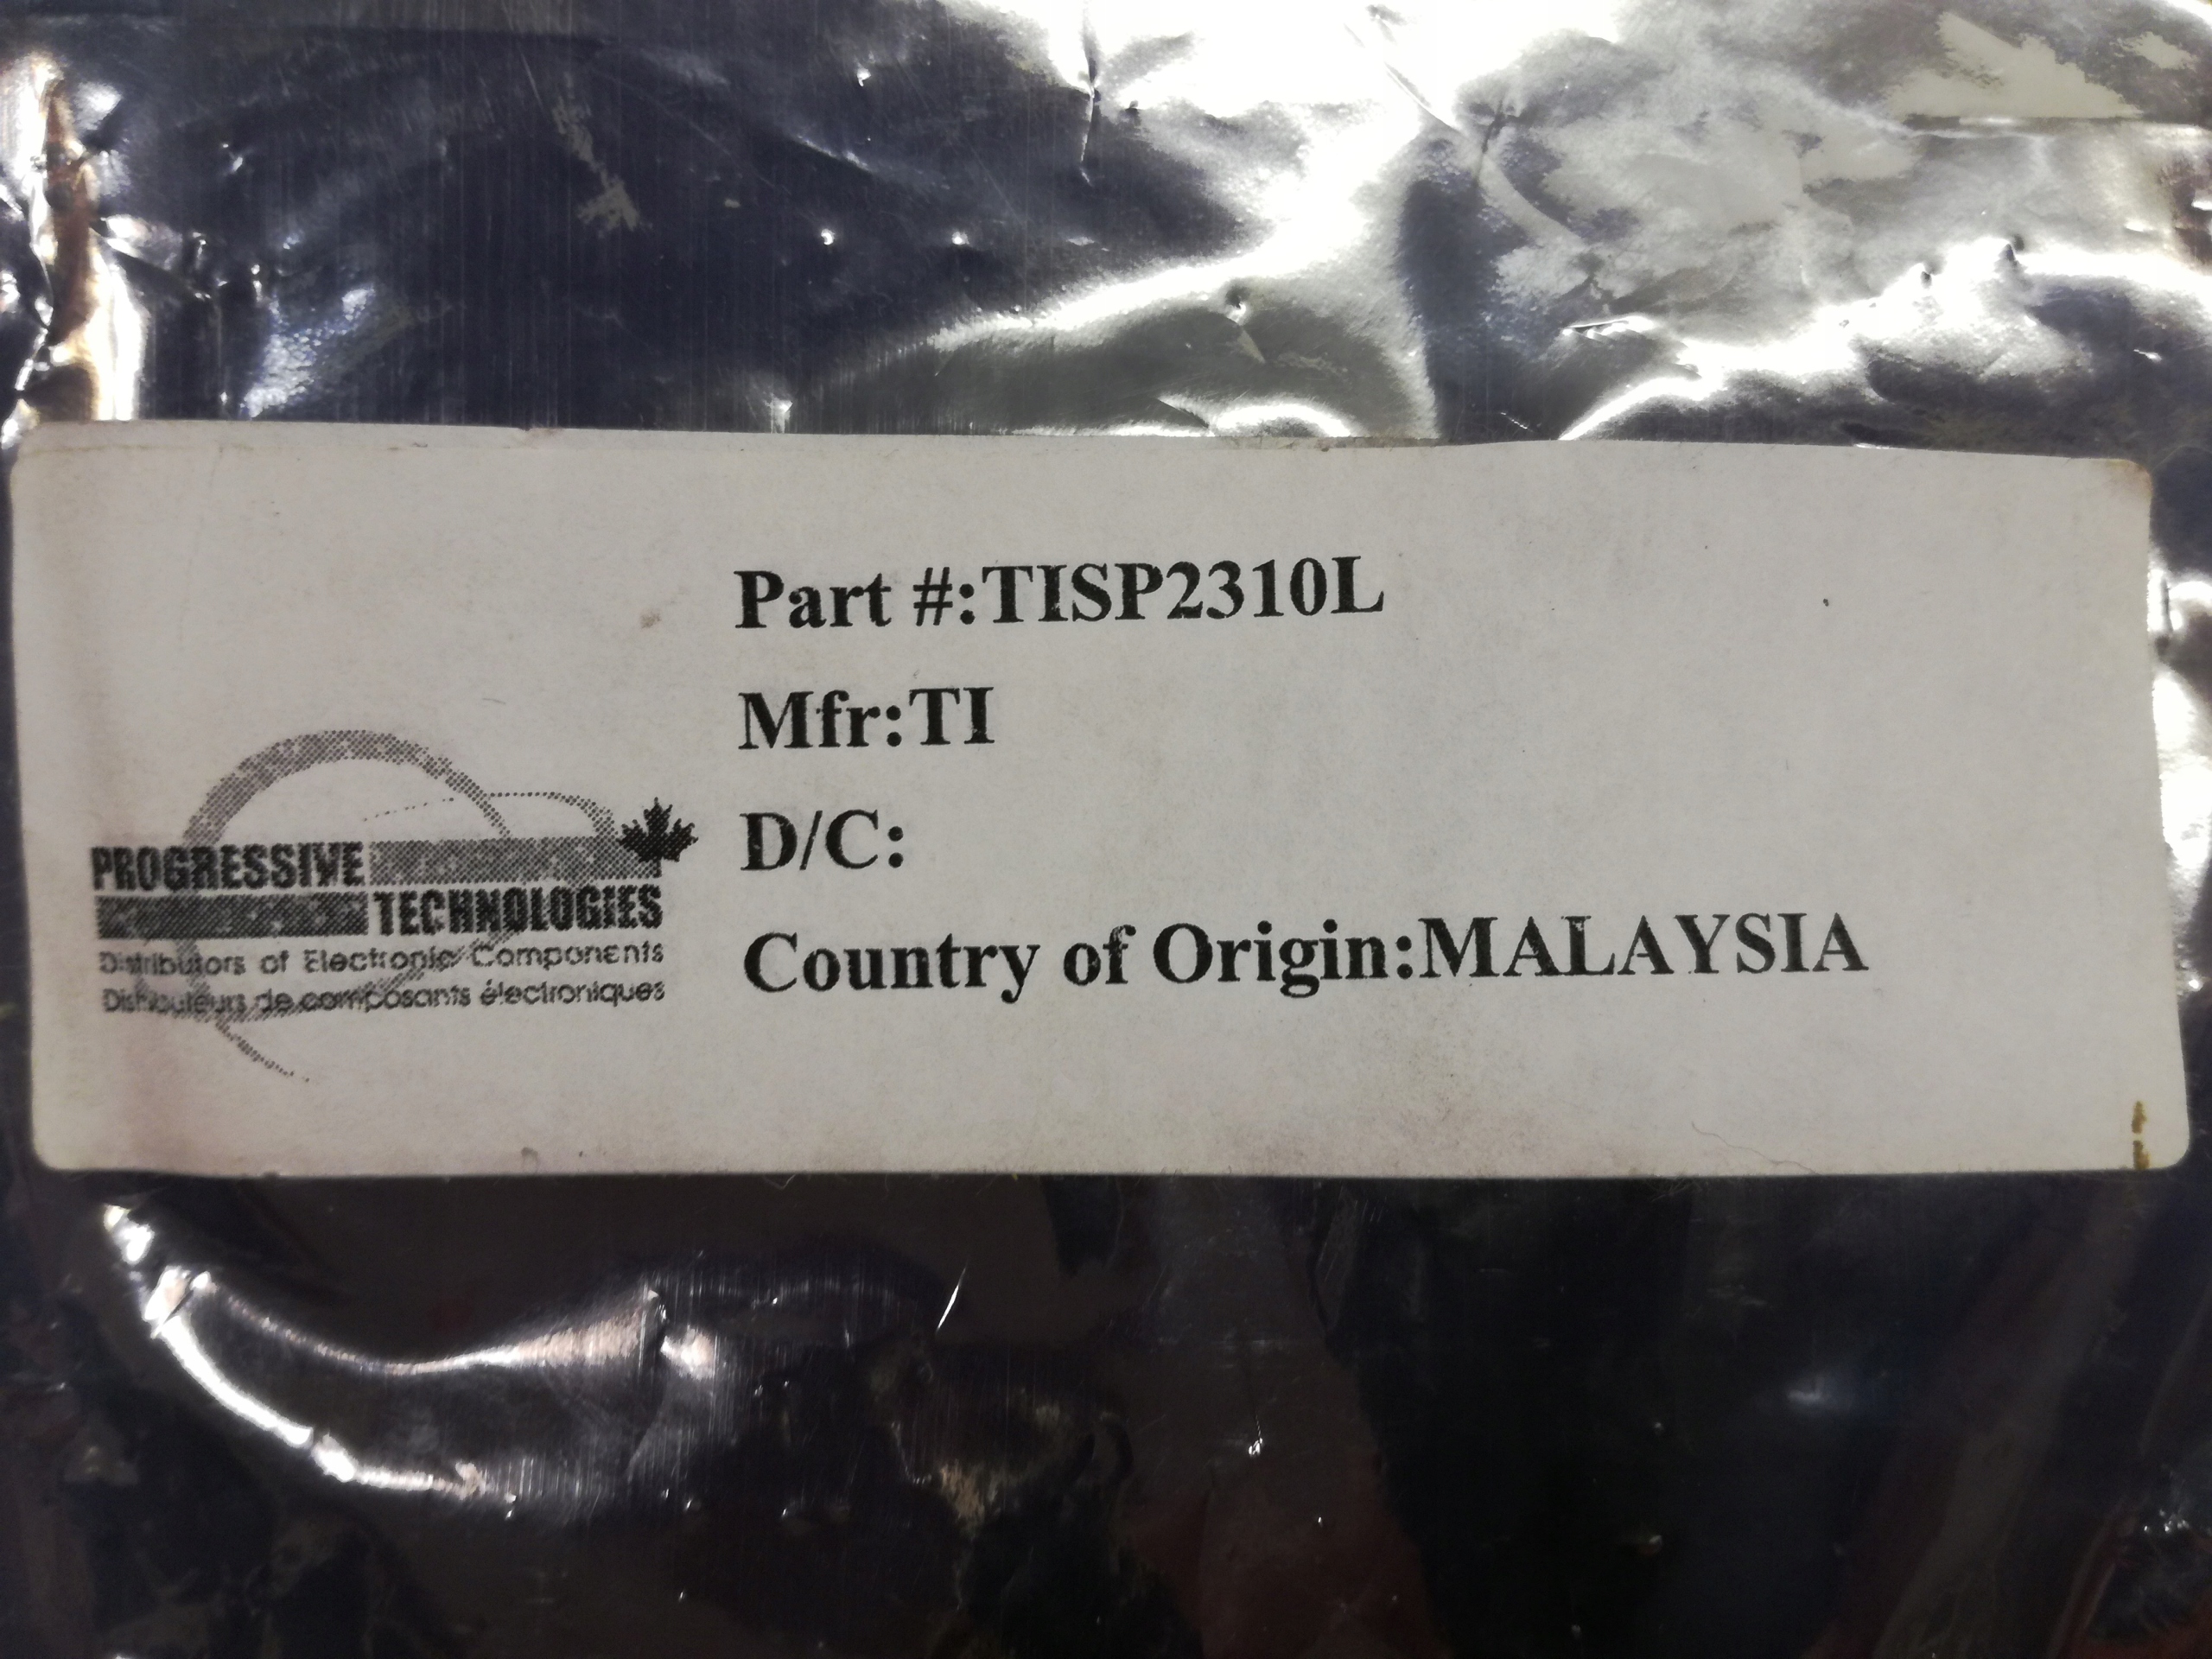 Part #:TISP2310L
Mfr:TI
D/C:
Country of Origin:MALAYSIA
PROGRESSIVE
TECHNOLOGIES
Distributors of Electronic Components
Distributeurs de composants électroniques